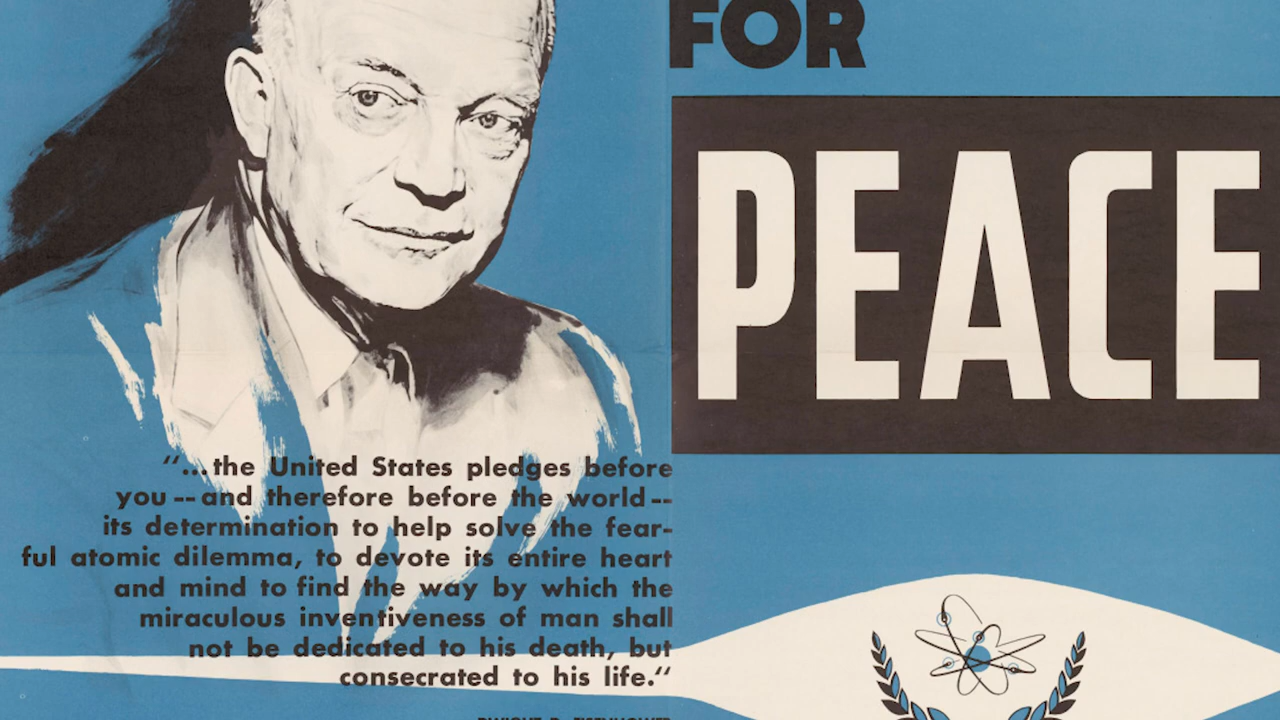 FOR
PEACE
“...the United States pledges before
you -- and therefore before the world --
its determination to help solve the fear-
ful atomic dilemma, to devote its entire heart
and mind to find the way by which the
miraculous inventiveness of man shall
not be dedicated to his death, but
consecrated to his life.“
DWIGHT D. EISENHOWER